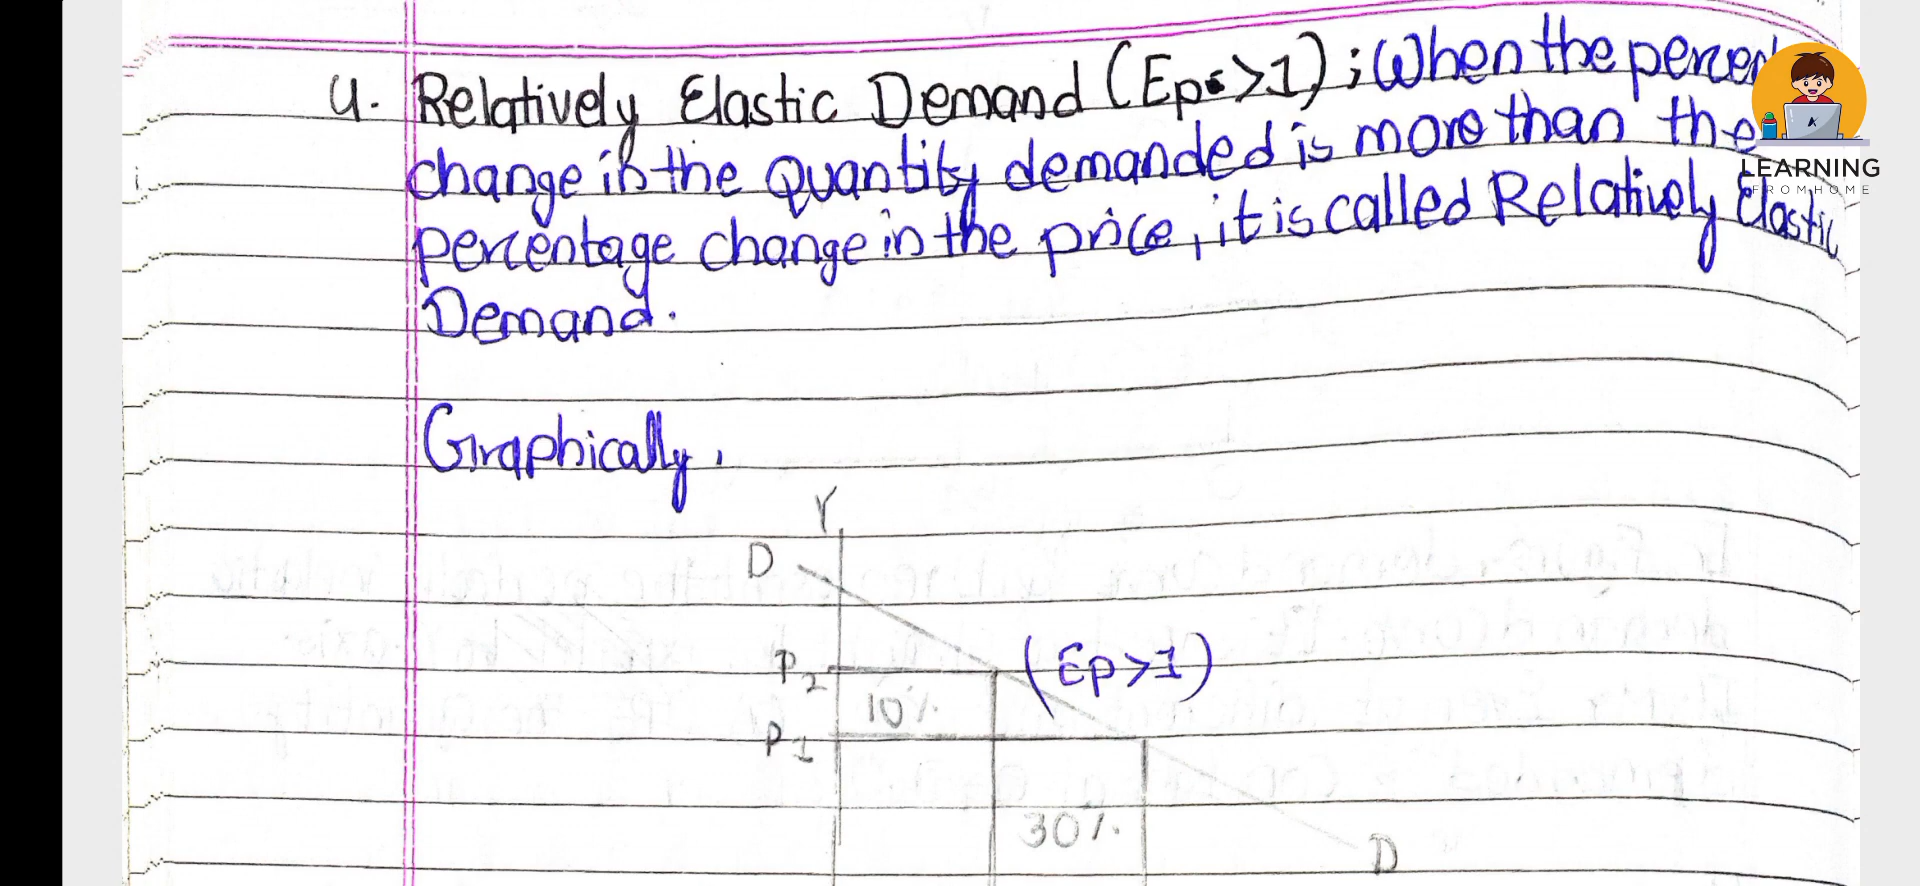 4. Relatively Elastic Demand (Ep>1); When the percen
change in the quantity demanded is more than the
percentage change in the price, it is called Relatively Elastic
Demand.
Graphically,
Y
D
P2
(Ep>1)
10%
P1
30%
D
LEARNING
FROM HOME